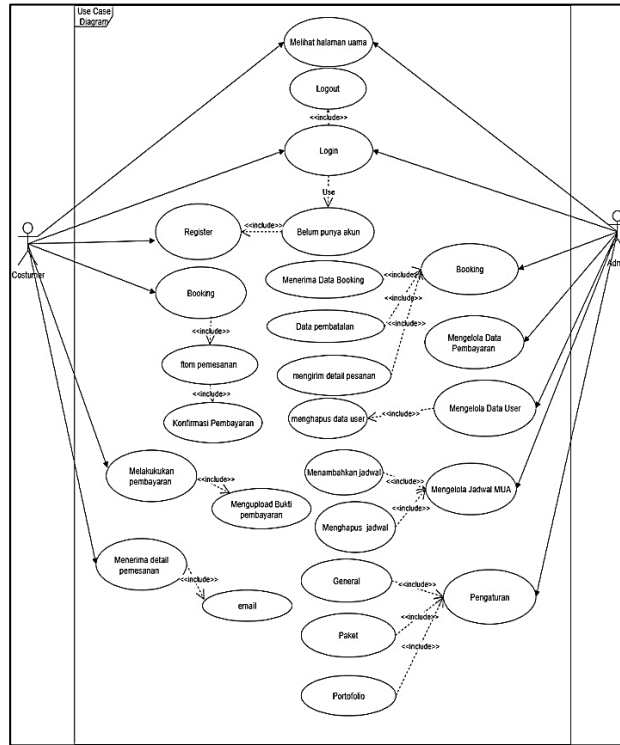 Use Case
Diagram
Melihat halaman uama
Logout
<<include>>
Login
Use
Register
<<include>>
Belum punya akun
Costumer
Menerima Data Booking
<<include>>
Booking
Booking
<<include>>
Data pembatalan
<<include>>
<<include>>
Mengelola Data
Pembayaran
ftorn pemesanan
mengirim detail pesanan
<<include>>
Konfirmasi Pembayaran
menghapus data user
<<include>>
Mengelola Data User
Melakukukan
pembayaran
<<include>>
Mengupload Bukti
pembayaran
Menambahkan jadwal
<<include>>
Mengelola Jadwal MUA
Menghapus jadwal
<<include>>
Menerima detail
pemesanan
<<include>>
email
General
<<include>>
Pengaturan
Paket
<<include>>
<<include>>
Portofolio